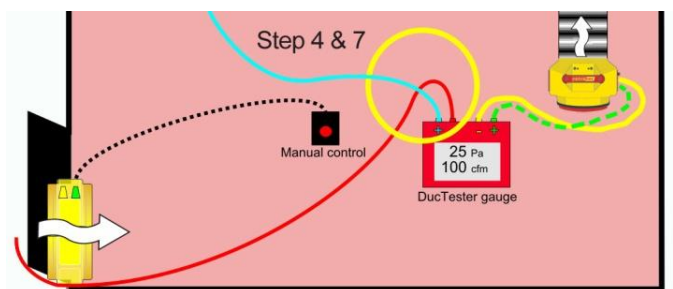 Step 4 & 7
Manual control
+
- +
25 Pa
100 cfm
DucTester gauge